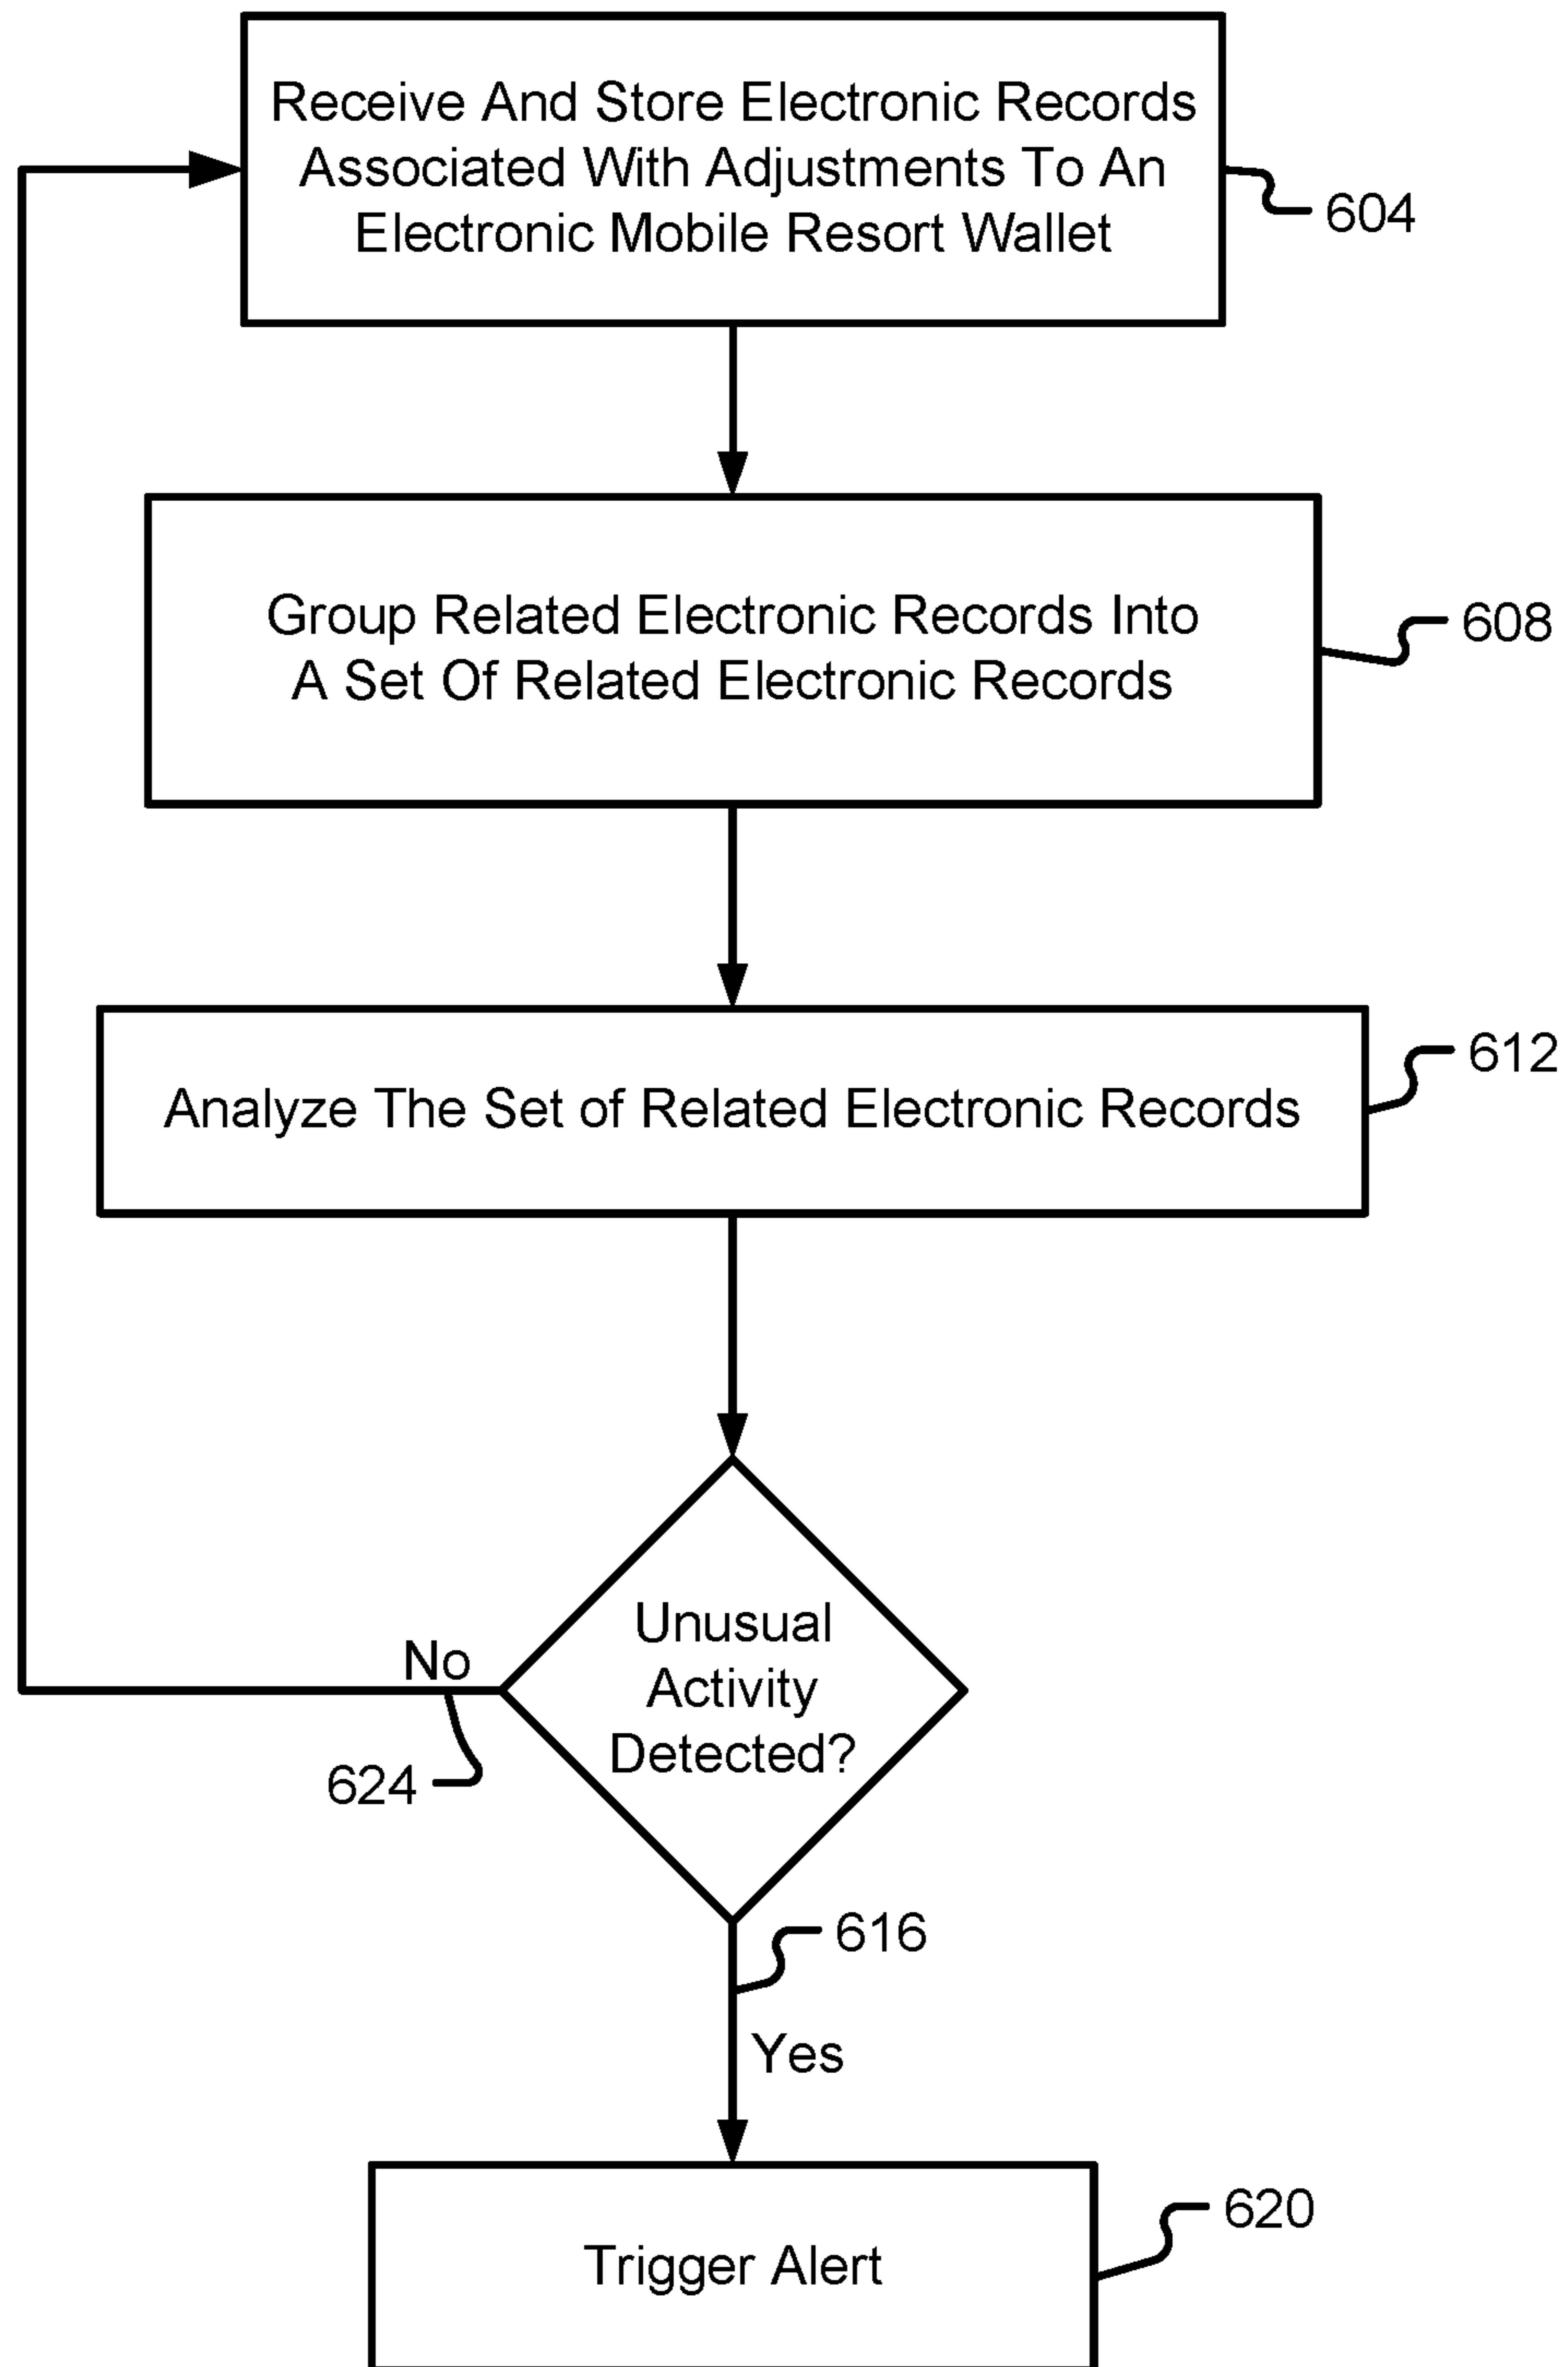 Receive And Store Electronic Records
Associated With Adjustments To An
Electronic Mobile Resort Wallet
604
Group Related Electronic Records Into
A Set Of Related Electronic Records
608
Analyze The Set of Related Electronic Records
612
Unusual
Activity
Detected?
No
624
616
Yes
Trigger Alert
620